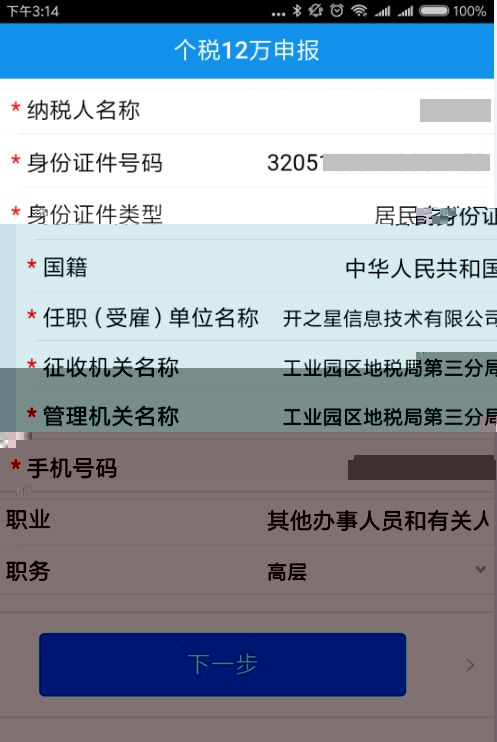 下午3:14 ... 100%
个税12万申报
* 纳税人名称
* 身份证件号码 3205
* 身份证件类型 居民身份证
* 国籍 中华人民共和国
* 任职（受雇）单位名称 开之星信息技术有限公司
* 征收机关名称 工业园区地税局第三分局
* 管理机关名称 工业园区地税局第三分局
* 手机号码
职业 其他办事人员和有关人
职务 高层
下一步